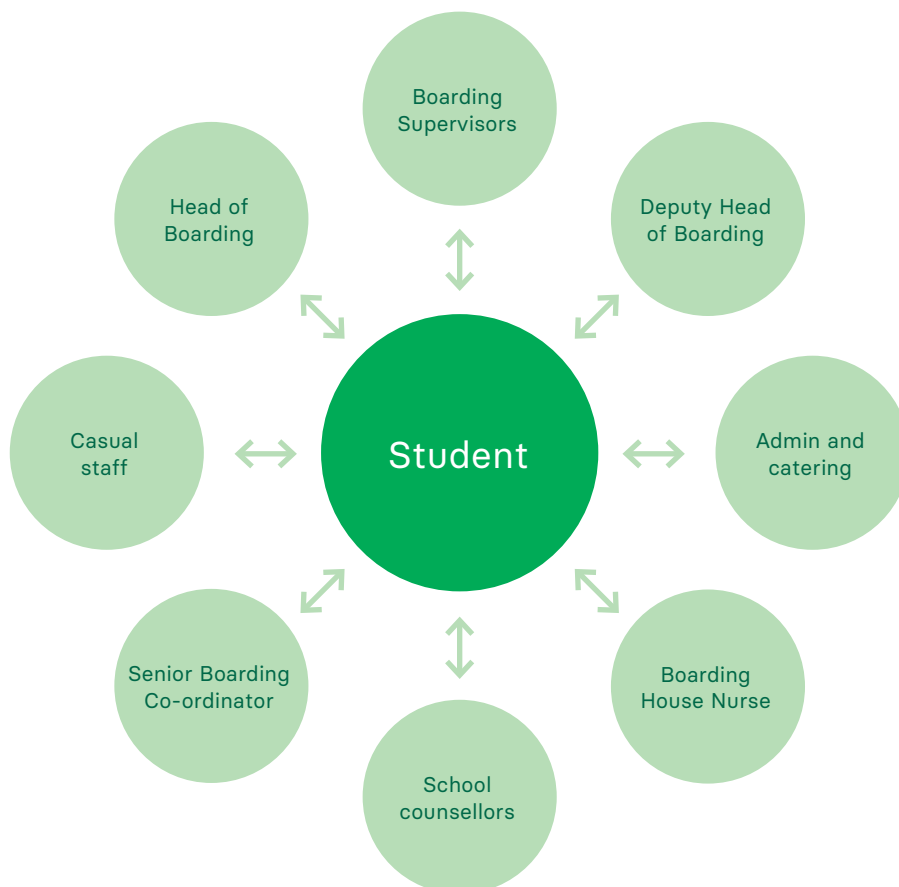 Boarding
Supervisors
Head of
Boarding
Deputy Head
of Boarding
Casual
staff
Student
Admin and
catering
Senior Boarding
Co-ordinator
Boarding
House Nurse
School
counsellors